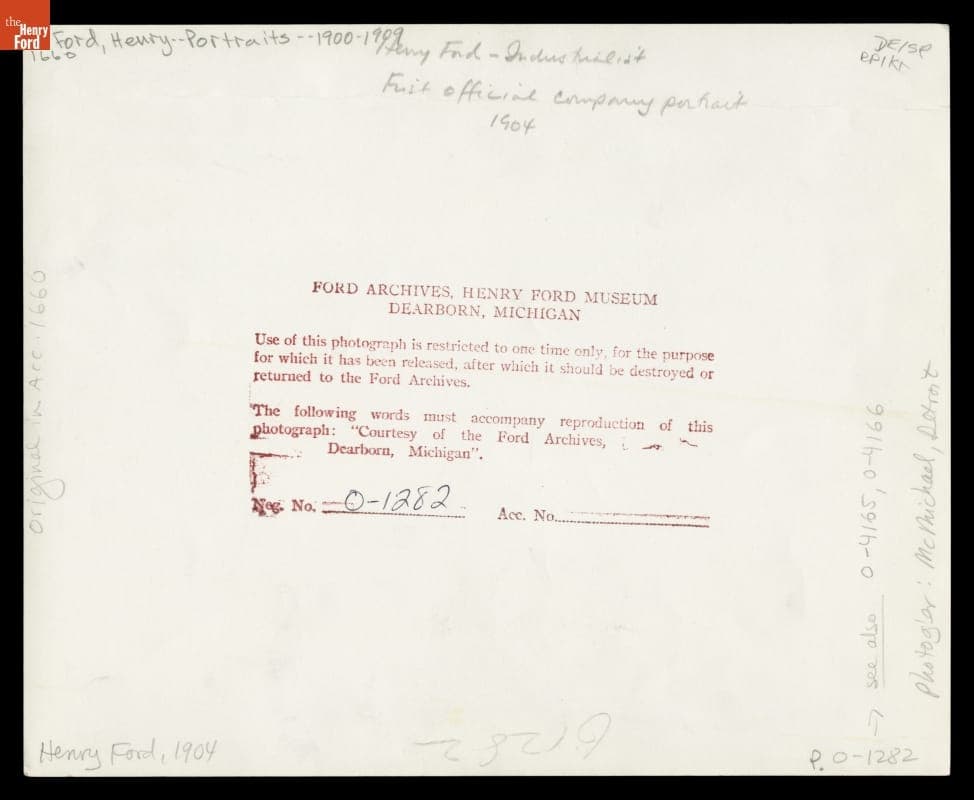 the
Henry
Ford
Ford, Henry--Portraits--1900-1909
1660
Henry Ford - Industrialist
First official company portrait
1904
FORD ARCHIVES, HENRY FORD MUSEUM
DEARBORN, MICHIGAN
Use of this photograph is restricted to one time only, for the purpose
for which it has been released, after which it should be destroyed or
returned to the Ford Archives.
The following words must accompany reproduction of this
photograph: "Courtesy of the Ford Archives,
Dearborn, Michigan".
Neg. No. 0-1282
Acc. No.
original in Acc. 1660
→ see also 0-4165, 0-4166
Photog'er: McMichael, Detroit
Henry Ford, 1904
P. 0-1282